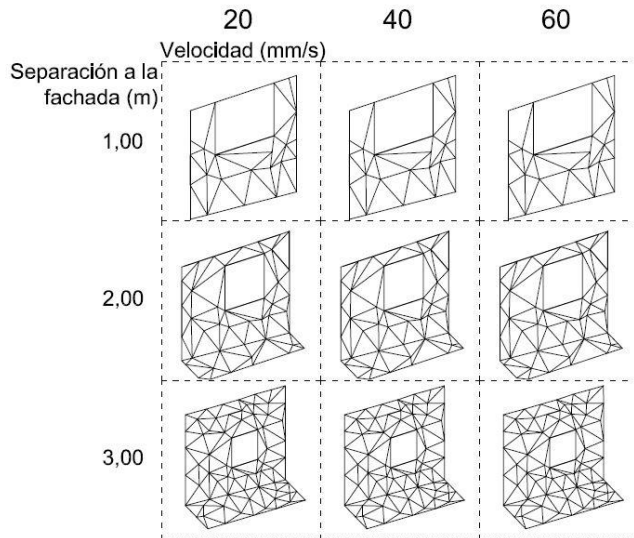 20 40 60
Velocidad (mm/s)
Separación a la
fachada (m)
1,00
2,00
3,00